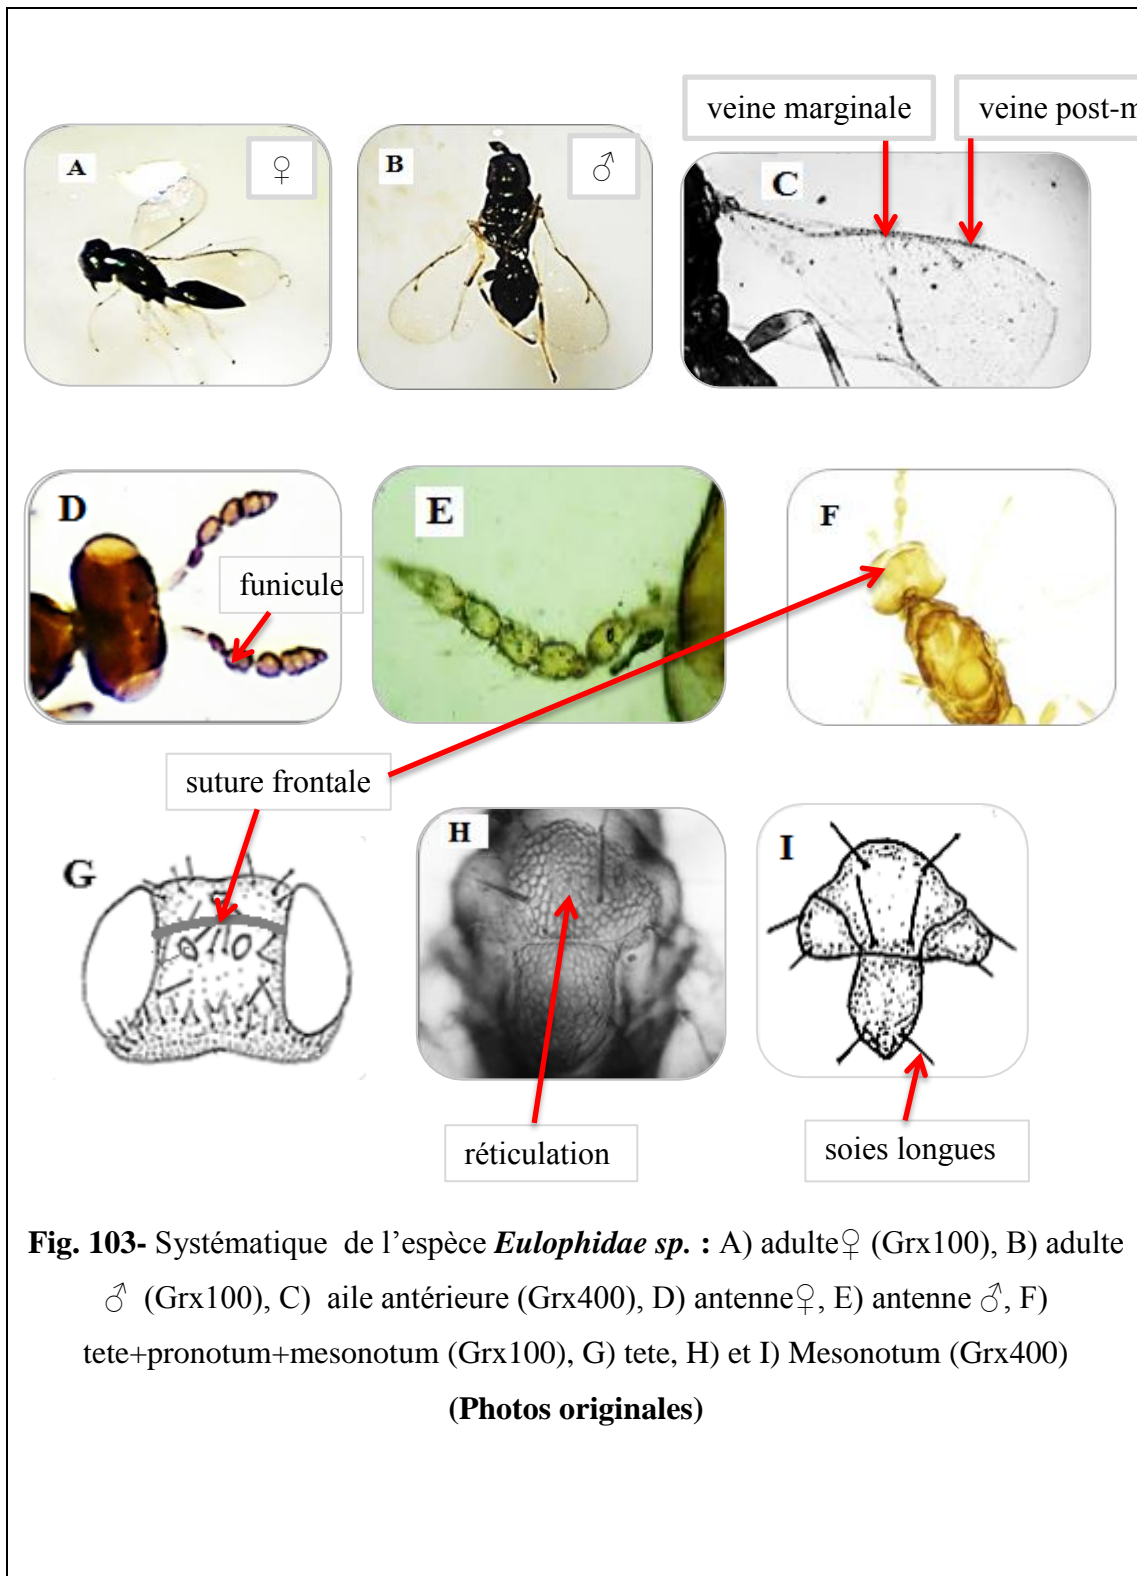 veine marginale veine post-m
A ♀ B ♂ C
D E F
funicule
suture frontale
G H I
réticulation soies longues
Fig. 103- Systématique de l'espèce Eulophidae sp. : A) adulte♀ (Grx100), B) adulte
♂ (Grx100), C) aile antérieure (Grx400), D) antenne♀, E) antenne ♂, F)
tete+pronotum+mesonotum (Grx100), G) tete, H) et I) Mesonotum (Grx400)
(Photos originales)